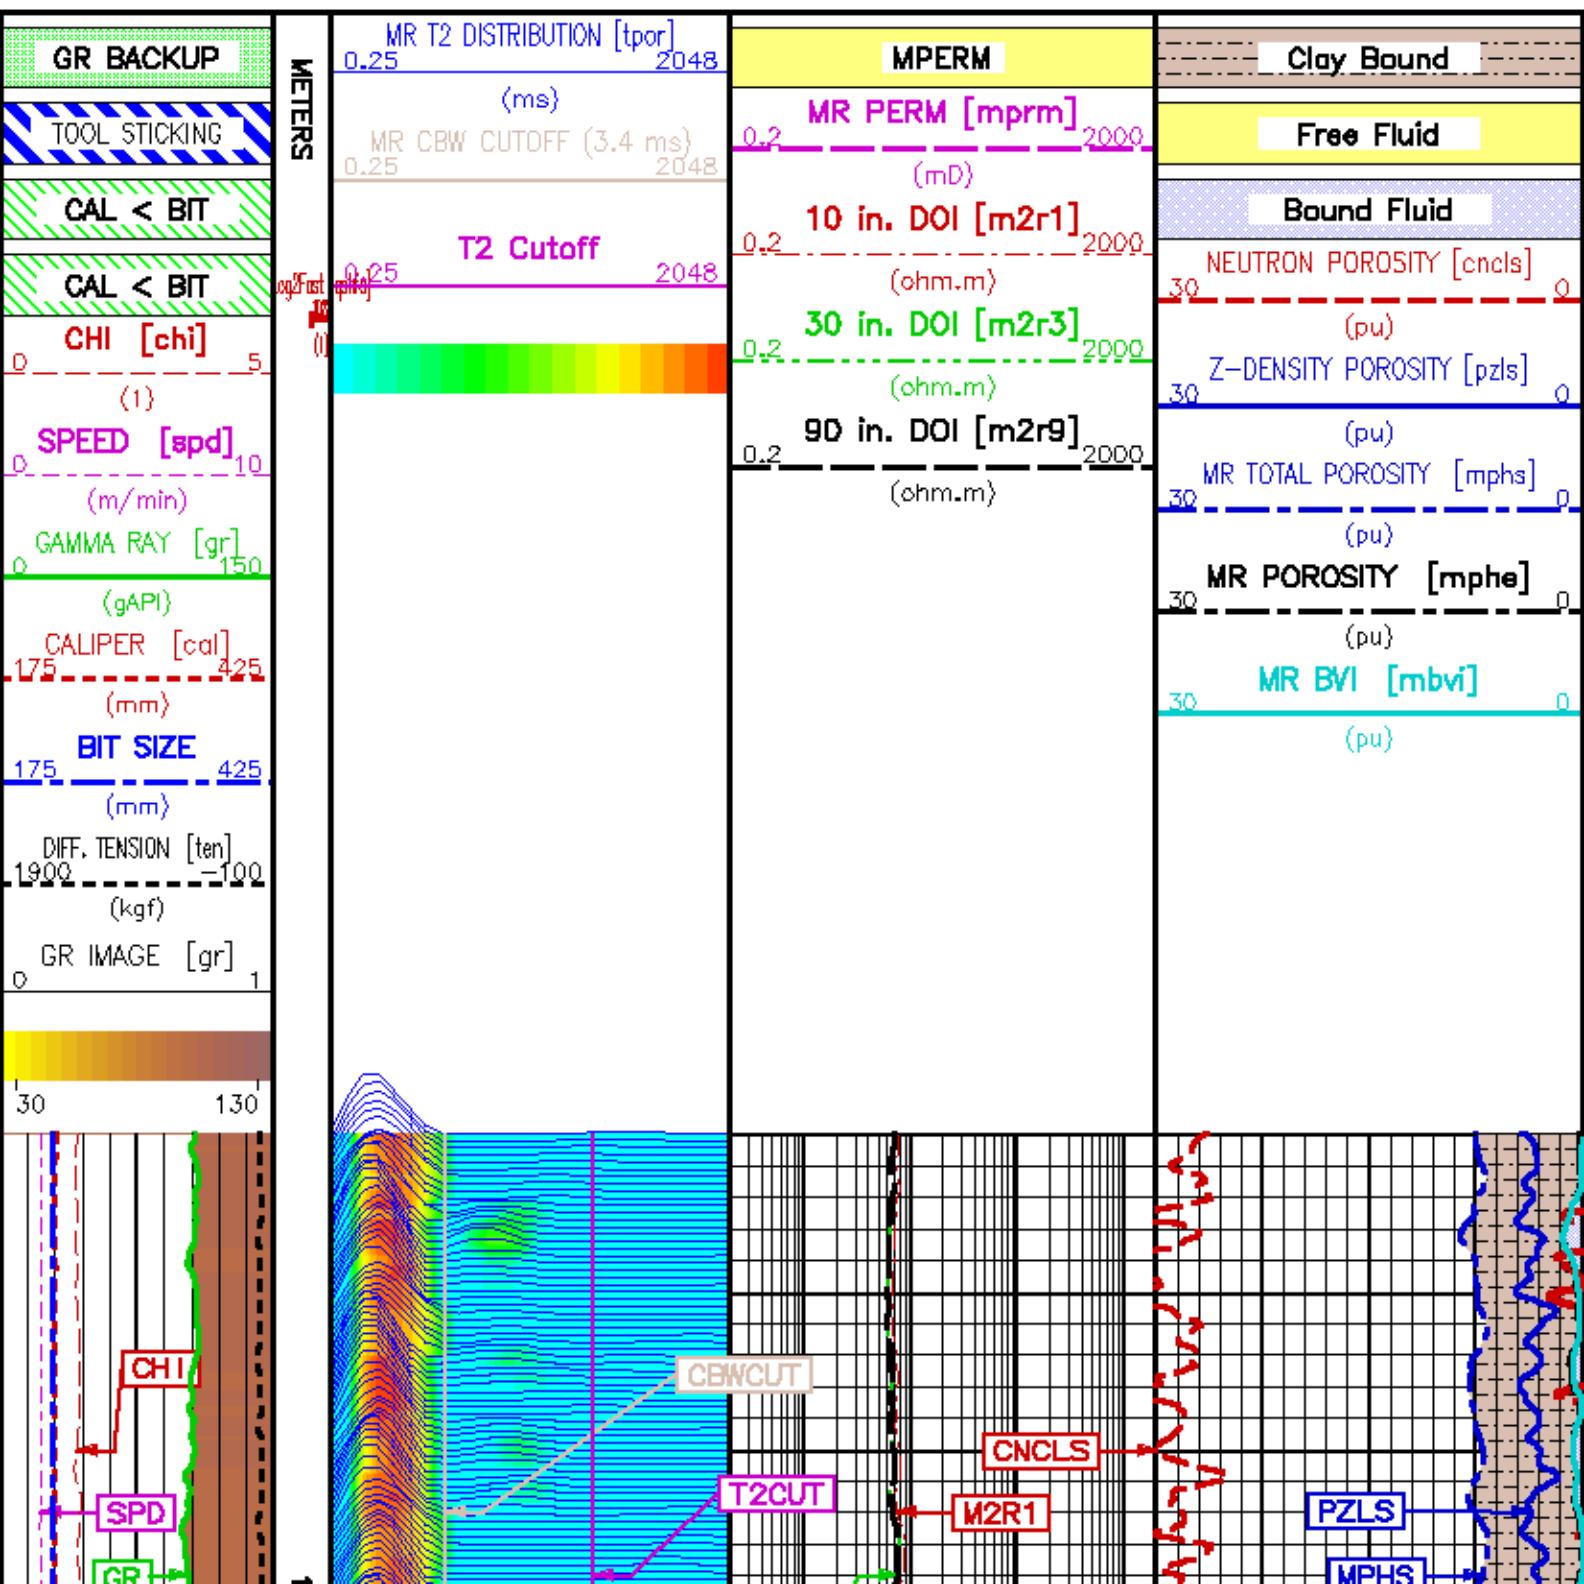 GR BACKUP
TOOL STICKING
CAL < BIT
CAL < BIT
CHI [chi]
0 5
(1)
SPEED [spd]
0 10
(m/min)
GAMMA RAY [gr]
0 150
(gAPI)
CALIPER [cal]
175 425
(mm)
BIT SIZE
175 425
(mm)
DIFF. TENSION [ten]
1900 -100
(kgf)
GR IMAGE [gr]
0 1
30 130
METERS
MR T2 DISTRIBUTION [tpor]
0.25 2048
(ms)
MR CBW CUTOFF (3.4 ms)
0.25 2048
T2 Cutoff
0.25 2048
MPERM
MR PERM [mprm]
0.2 2000
(mD)
10 in. DOI [m2r1]
0.2 2000
(ohm.m)
30 in. DOI [m2r3]
0.2 2000
(ohm.m)
90 in. DOI [m2r9]
0.2 2000
(ohm.m)
Clay Bound
Free Fluid
Bound Fluid
NEUTRON POROSITY [cncls]
30 0
(pu)
Z-DENSITY POROSITY [pzls]
30 0
(pu)
MR TOTAL POROSITY [mphs]
30 0
(pu)
MR POROSITY [mphe]
30 0
(pu)
MR BVI [mbvi]
30 0
(pu)
CHI
SPD
GR
CBWCUT
T2CUT
CNCLS
M2R1
PZLS
MPHS